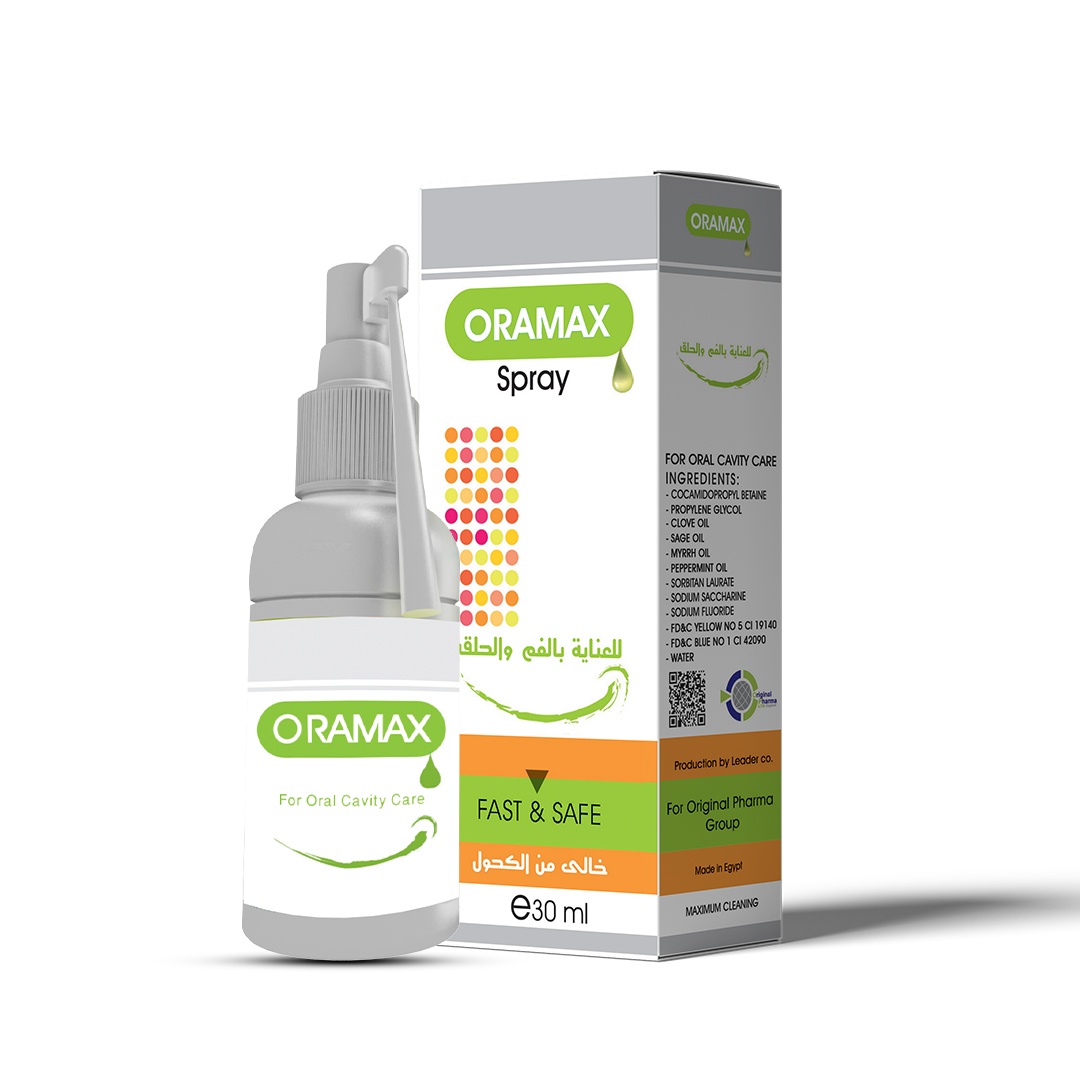 ORAMAX
Spray
للعناية بالفم والحلق
FAST & SAFE
خالى من الكحول
e30 ml
ORAMAX
For Oral Cavity Care
ORAMAX
للعناية بالفم والحلق
FOR ORAL CAVITY CARE
INGREDIENTS:
- COCAMIDOPROPYL BETAINE
- PROPYLENE GLYCOL
- CLOVE OIL
- SAGE OIL
- MYRRH OIL
- PEPPERMINT OIL
- SORBITAN LAURATE
- SODIUM SACCHARINE
- SODIUM FLUORIDE
- FD&C YELLOW NO 5 CI 19140
- FD&C BLUE NO 1 CI 42090
- WATER
Original
Pharma
Production by Leader co.
For Original Pharma
Group
Made in Egypt
MAXIMUM CLEANING